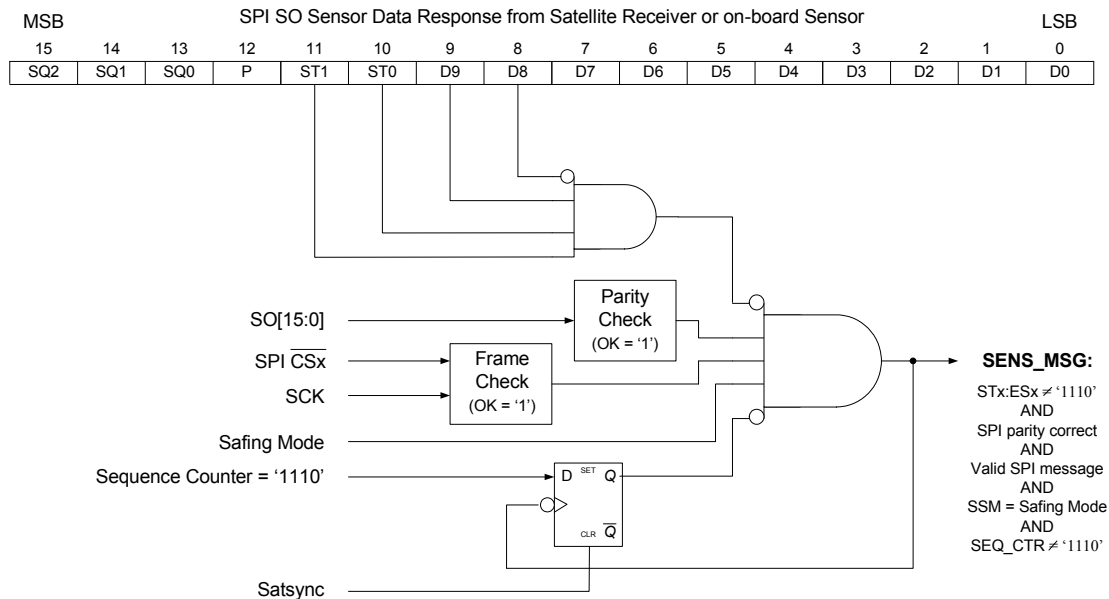 SPI SO Sensor Data Response from Satellite Receiver or on-board Sensor
MSB LSB
15 14 13 12 11 10 9 8 7 6 5 4 3 2 1 0
SQ2 SQ1 SQ0 P ST1 ST0 D9 D8 D7 D6 D5 D4 D3 D2 D1 D0
SO[15:0]
Parity
Check
(OK = '1')
SPI CSx
SCK
Frame
Check
(OK = '1')
Safing Mode
Sequence Counter = '1110'
D SET Q
CLR Q
Satsync
SENS_MSG:
STx:ESx ≠ '1110'
AND
SPI parity correct
AND
Valid SPI message
AND
SSM = Safing Mode
AND
SEQ_CTR ≠ '1110'